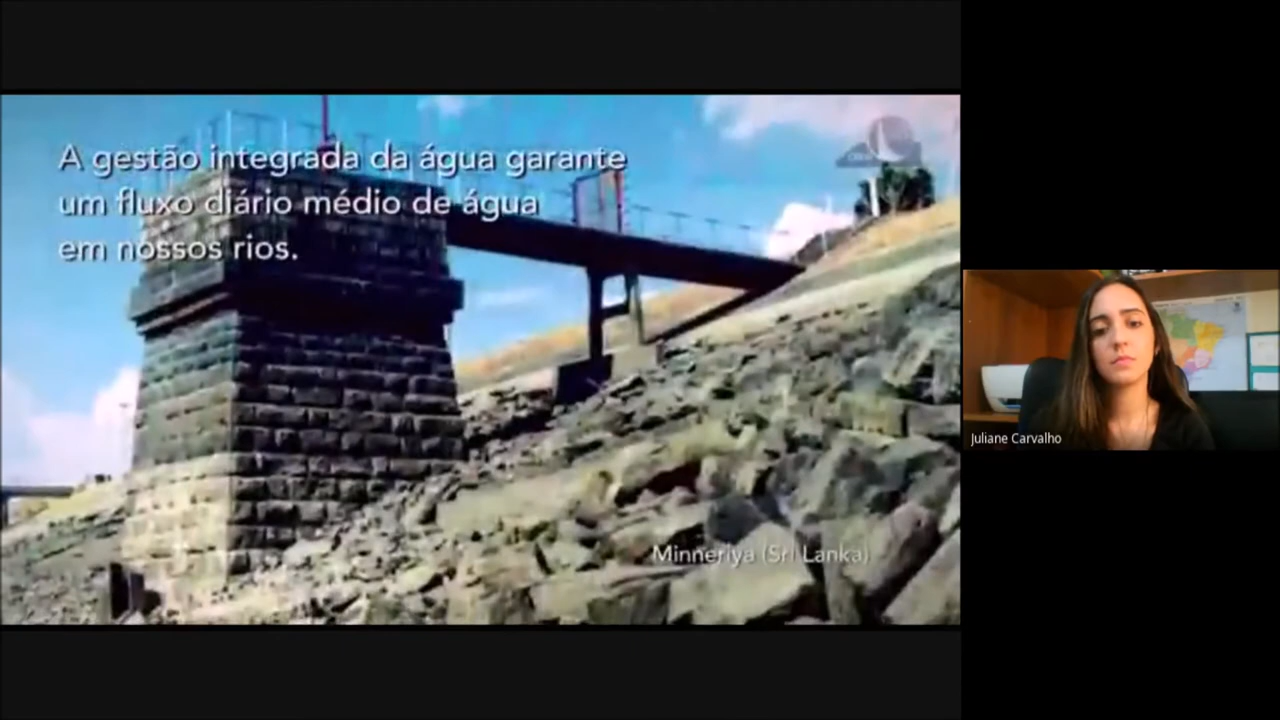 A gestão integrada da água garante
um fluxo diário médio de água
em nossos rios.
Minneriya (Sri Lanka)
Juliane Carvalho